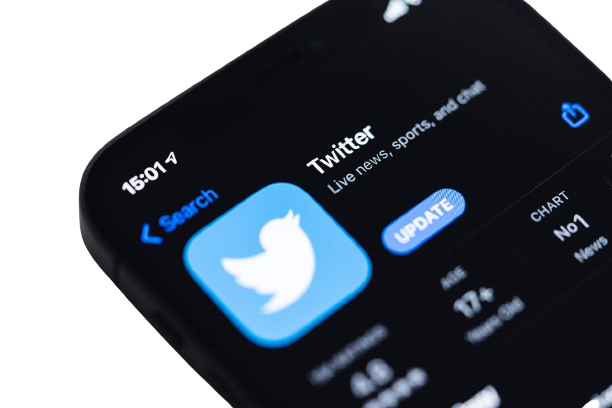 15:01
Search
Twitter
Live news, sports, and chat
UPDATE
AGE
17+
Years Old
CHART
No1
News